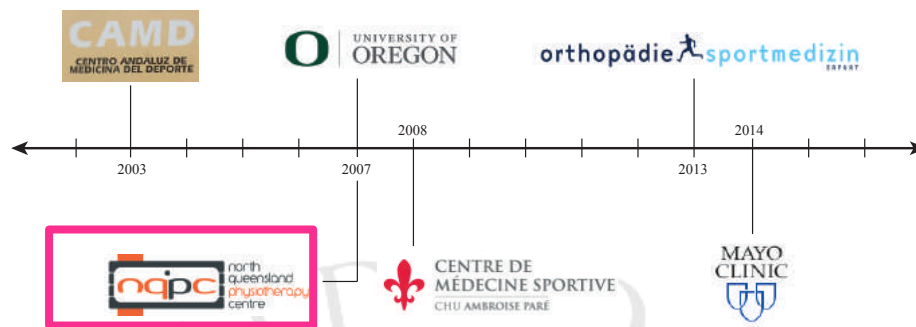 CAMD
CENTRO ANDALUZ DE
MEDICINA DEL DEPORTE
O
UNIVERSITY OF
OREGON
orthopädie sportmedizin
ERFURT
2008
2014
2003
2007
2013
nqpc
north
queensland
physiotherapy
centre
CENTRE DE
MÉDECINE SPORTIVE
CHU AMBROISE PARÉ
MAYO
CLINIC